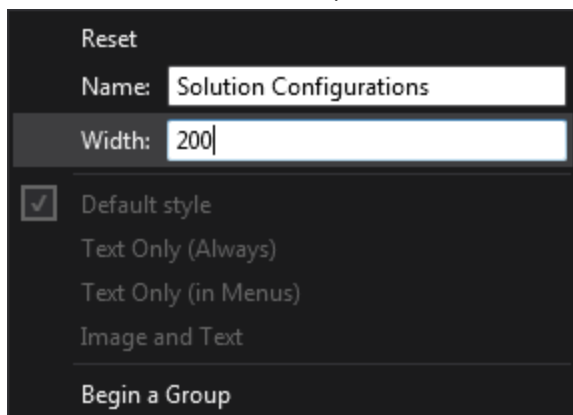 Reset
Name: Solution Configurations
Width: 200
Default style
Text Only (Always)
Text Only (in Menus)
Image and Text
Begin a Group